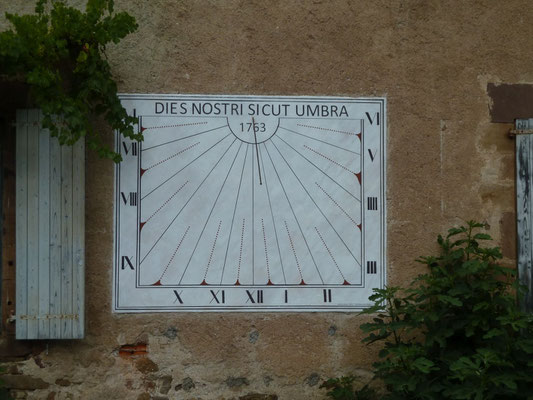 DIES NOSTRI SICUT UMBRA
1763
VI
VII
V
VIII
IIII
IX
III
X XI XII I II